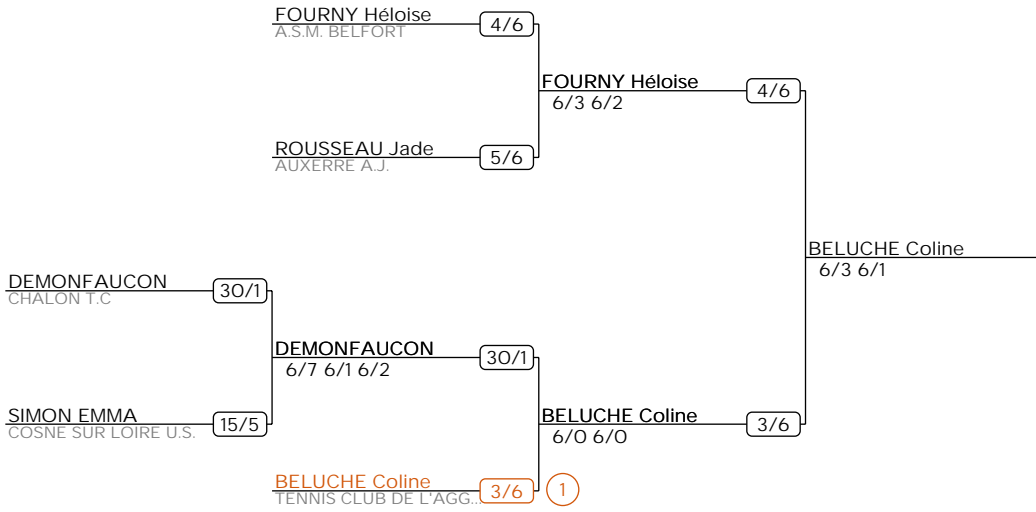 FOURNY Héloise
A.S.M. BELFORT
4/6
FOURNY Héloise
6/3 6/2
4/6
ROUSSEAU Jade
AUXERRE A.J.
5/6
BELUCHE Coline
6/3 6/1
DEMONFAUCON
CHALON T.C
30/1
DEMONFAUCON
6/7 6/1 6/2
30/1
SIMON EMMA
COSNE SUR LOIRE U.S.
15/5
BELUCHE Coline
6/0 6/0
3/6
BELUCHE Coline
TENNIS CLUB DE L'AGG...
3/6
1